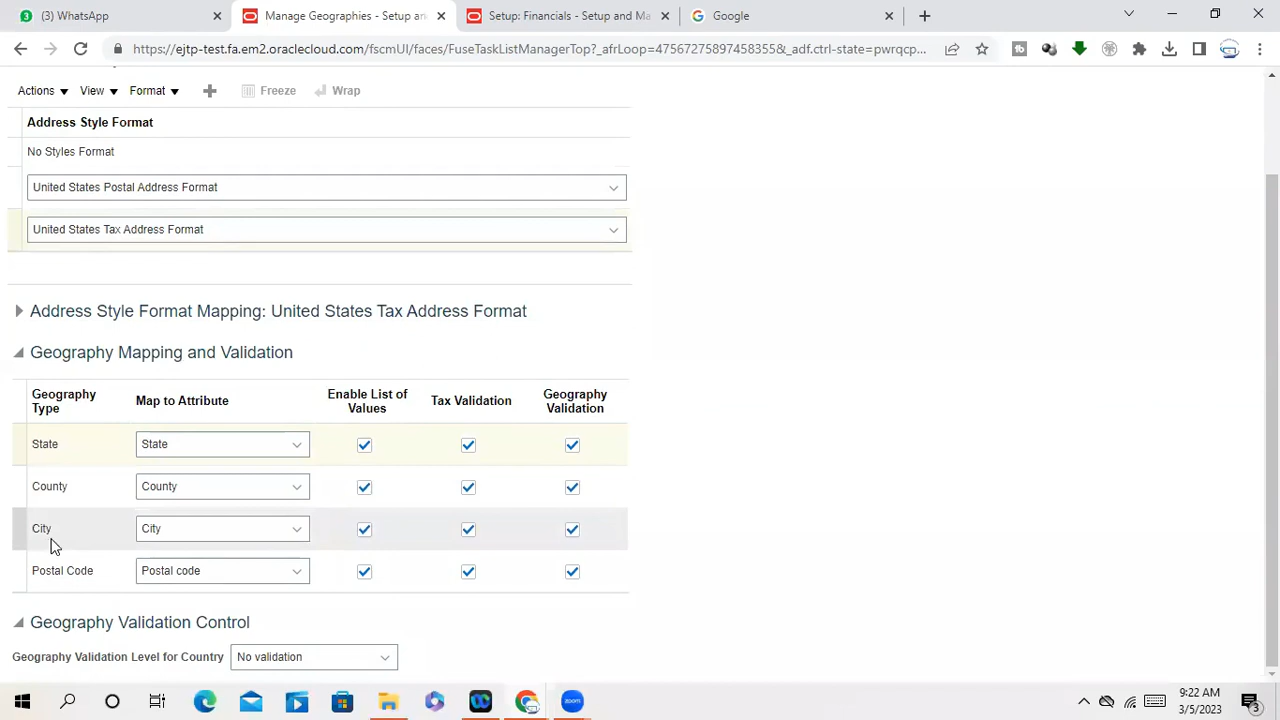 (3) WhatsApp
Manage Geographies - Setup an
Setup: Financials - Setup and Ma
Google
https://ejtp-test.fa.em2.oraclecloud.com/fscmUI/faces/FuseTaskListManagerTop?_afrLoop=475672758974583558&_adf.ctrl-state=pwrqcp...
Actions View Format Freeze Wrap
Address Style Format
No Styles Format
United States Postal Address Format
United States Tax Address Format
Address Style Format Mapping: United States Tax Address Format
Geography Mapping and Validation
Geography Type Map to Attribute Enable List of Values Tax Validation Geography Validation
State State
County County
City City
Postal Code Postal code
Geography Validation Control
Geography Validation Level for Country No validation
9:22 AM
3/5/2023
3